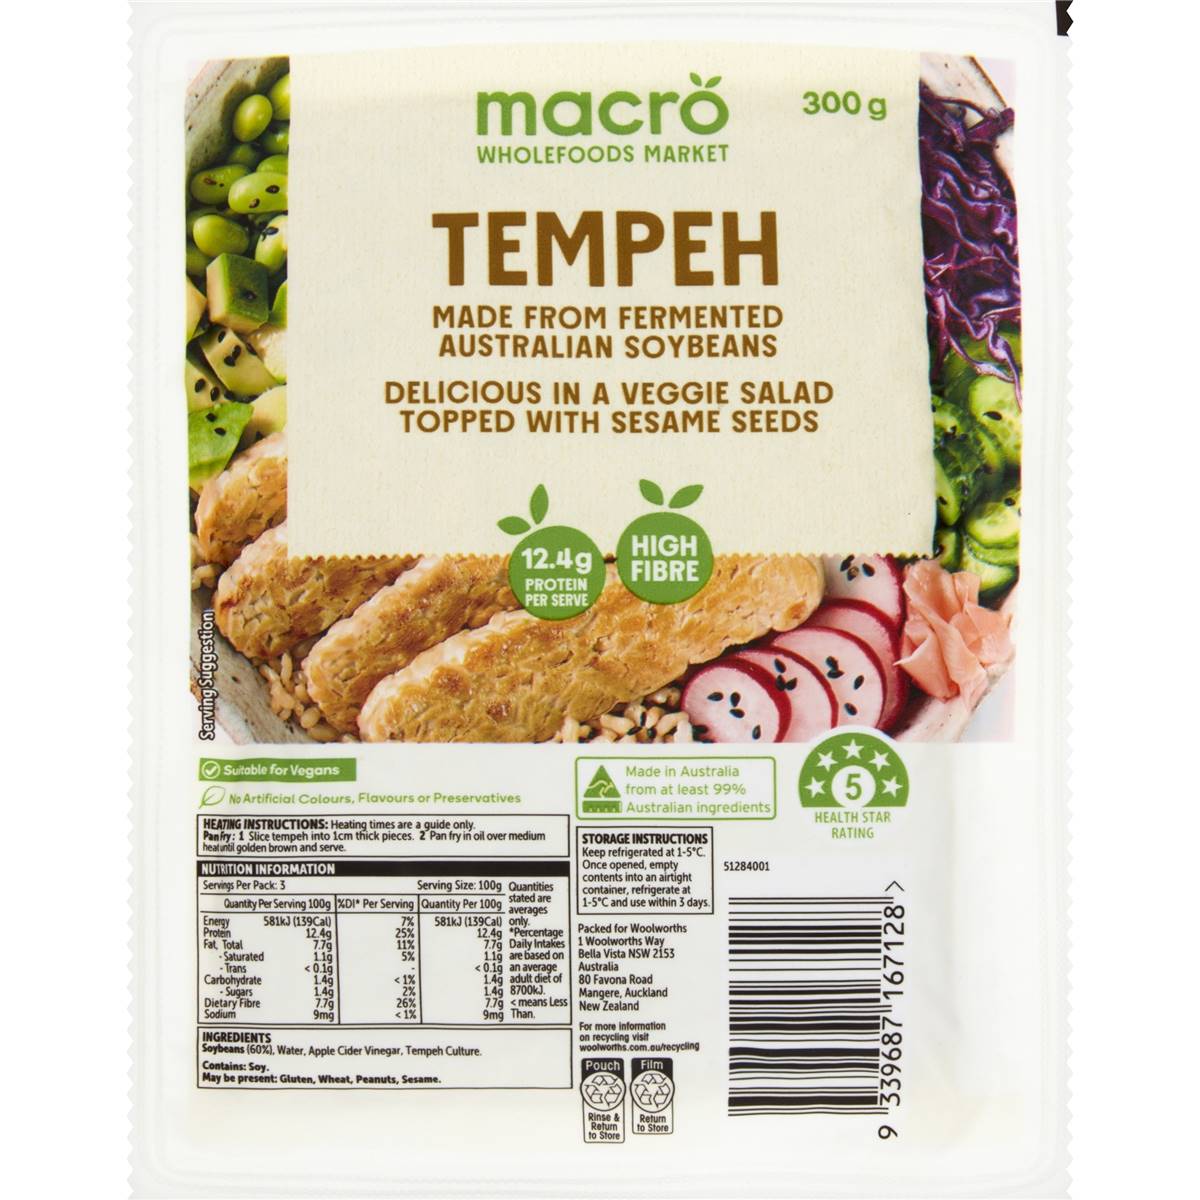 macro
WHOLEFOODS MARKET
300 g
TEMPEH
MADE FROM FERMENTED
AUSTRALIAN SOYBEANS
DELICIOUS IN A VEGGIE SALAD
TOPPED WITH SESAME SEEDS
12.4g
PROTEIN
PER SERVE
HIGH
FIBRE
Serving Suggestion
Suitable for Vegans
No Artificial Colours, Flavours or Preservatives
HEATING INSTRUCTIONS: Heating times are a guide only.
Pan fry: 1 Slice tempeh into 1cm thick pieces. 2 Pan fry in oil over medium
heat until golden brown and serve.
NUTRITION INFORMATION
Servings Per Pack: 3 Serving Size: 100g
Quantity Per Serving 100g %DI* Per Serving Quantity Per 100g
Energy 581kJ (139Cal) 7% 581kJ (139Cal)
Protein 12.4g 25% 12.4g
Fat, Total 7.7g 11% 7.7g
- Saturated 1.1g 5% 1.1g
- Trans < 0.1g - < 0.1g
Carbohydrate 1.4g < 1% 1.4g
- Sugars 1.4g 2% 1.4g
Dietary Fibre 7.7g 26% 7.7g
Sodium 9mg < 1% 9mg
Quantities
stated are
averages
only.
*Percentage
Daily Intakes
are based on
an average
adult diet of
8700kJ.
< means Less
Than.
INGREDIENTS
Soybeans (60%), Water, Apple Cider Vinegar, Tempeh Culture.
Contains: Soy.
May be present: Gluten, Wheat, Peanuts, Sesame.
Made in Australia
from at least 99%
Australian ingredients
5
HEALTH STAR
RATING
STORAGE INSTRUCTIONS
Keep refrigerated at 1-5°C.
Once opened, empty
contents into an airtight
container, refrigerate at
1-5°C and use within 3 days.
51284001
Packed for Woolworths
1 Woolworths Way
Bella Vista NSW 2153
Australia
80 Favona Road
Mangere, Auckland
New Zealand
For more information
on recycling visit
woolworths.com.au/recycling
Pouch
Rinse &
Return
to Store
Film
Return
to Store
9 339687 167128 >